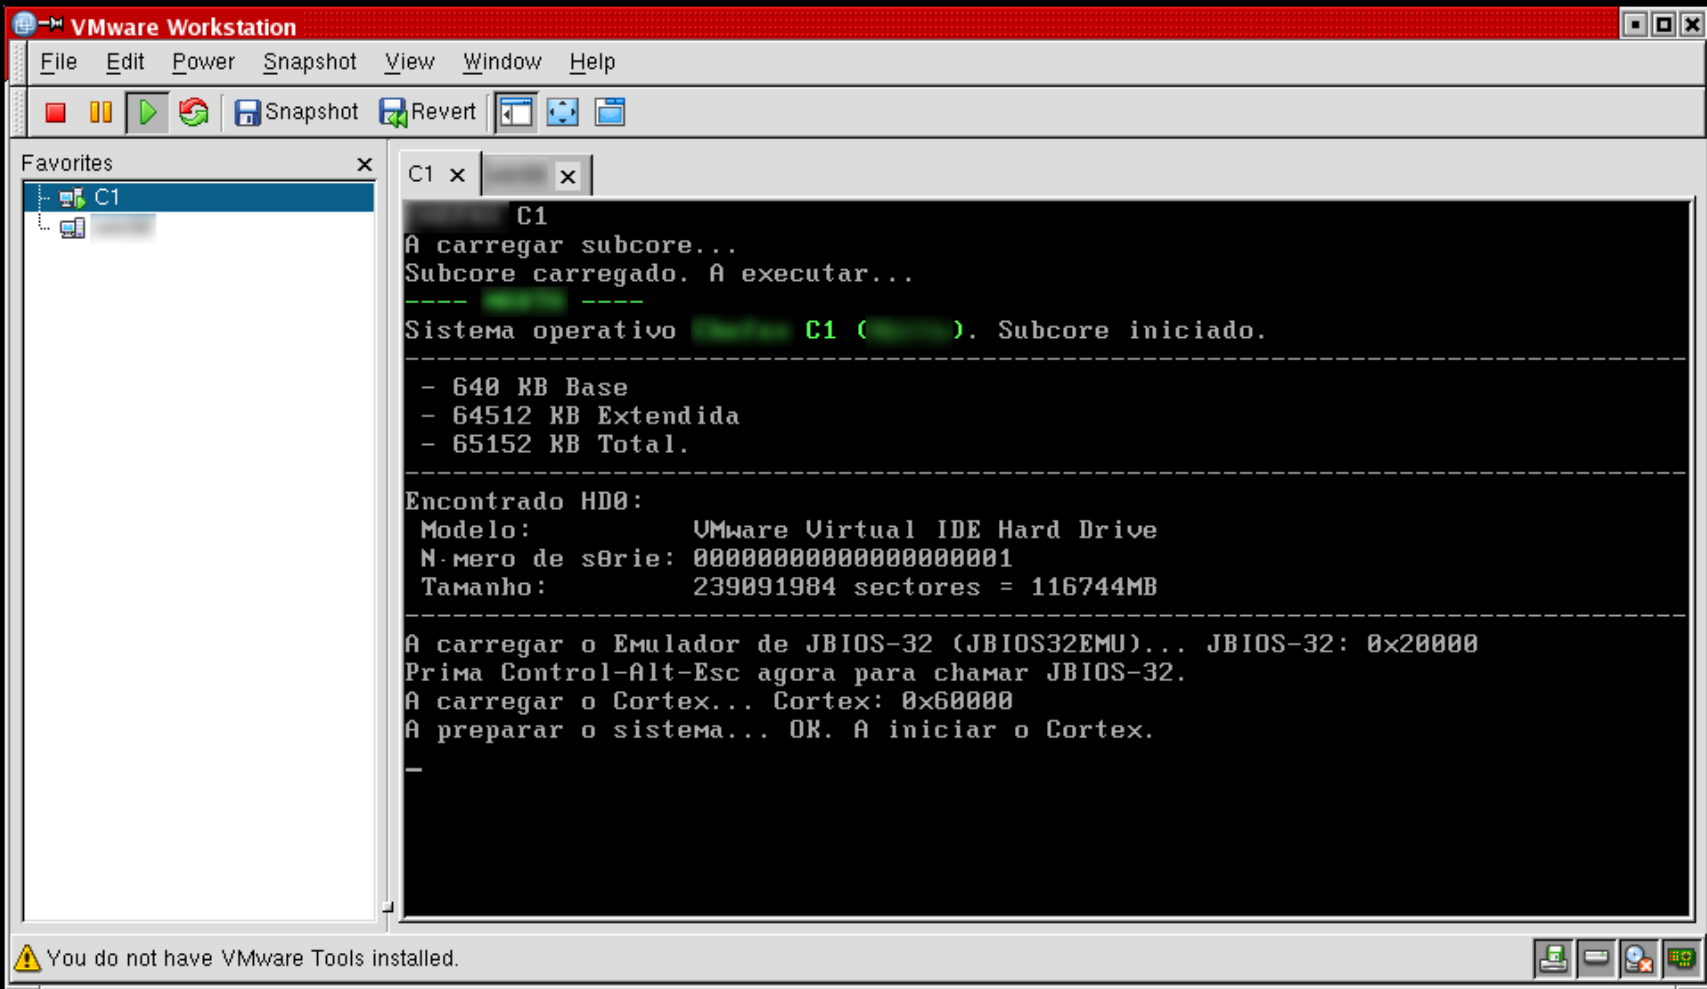 VMware Workstation
File Edit Power Snapshot View Window Help
Snapshot Revert
Favorites
C1
C1
C1
A carregar subcore...
Subcore carregado. A executar...
---- ----
Sistema operativo C1 ( ). Subcore iniciado.
- 640 KB Base
- 64512 KB Extendida
- 65152 KB Total.
Encontrado HD0:
Modelo: VMware Virtual IDE Hard Drive
N·mero de sΘrie: 00000000000000000001
Tamanho: 239091984 sectores = 116744MB
A carregar o Emulador de JBIOS-32 (JBIOS32EMU)... JBIOS-32: 0x20000
Prima Control-Alt-Esc agora para chamar JBIOS-32.
A carregar o Cortex... Cortex: 0x60000
A preparar o sistema... OK. A iniciar o Cortex.
You do not have VMware Tools installed.